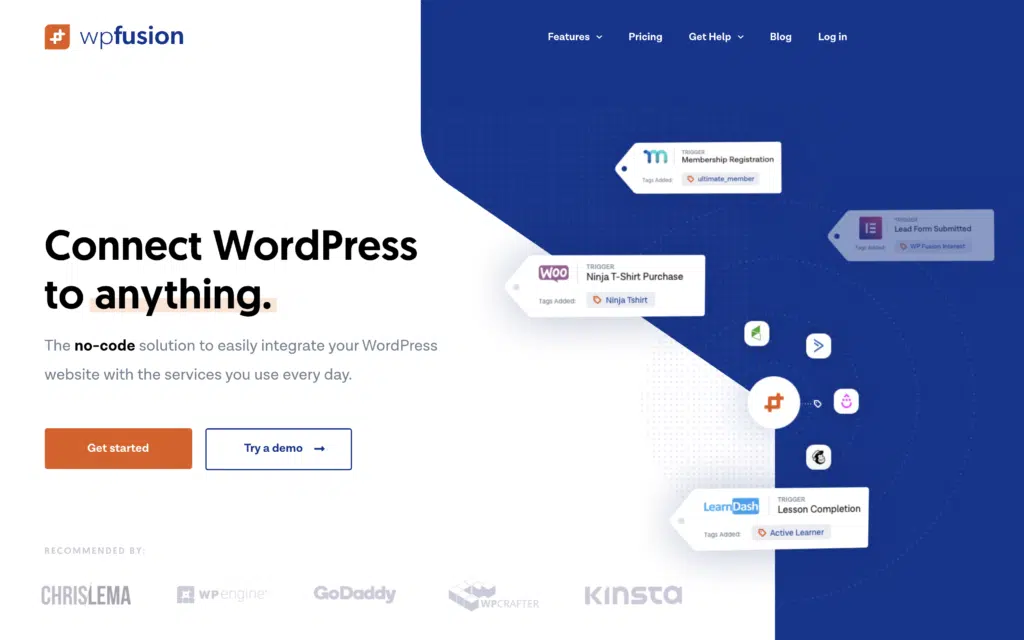 wpfusion
Features
Pricing
Get Help
Blog
Log in
TRIGGER
Membership Registration
Tags Added:
ultimate_member
TRIGGER
Lead Form Submitted
Tags Added:
WP Fusion Interest
WOO
TRIGGER
Ninja T-Shirt Purchase
Tags Added:
Ninja Tshirt
Connect WordPress
to anything.
The no-code solution to easily integrate your WordPress
website with the services you use every day.
Get started
Try a demo
LearnDash
TRIGGER
Lesson Completion
Tags Added:
Active Learner
RECOMMENDED BY:
CHRISLEMA
WP engine
GoDaddy
WPCRAFTER
KINSTA